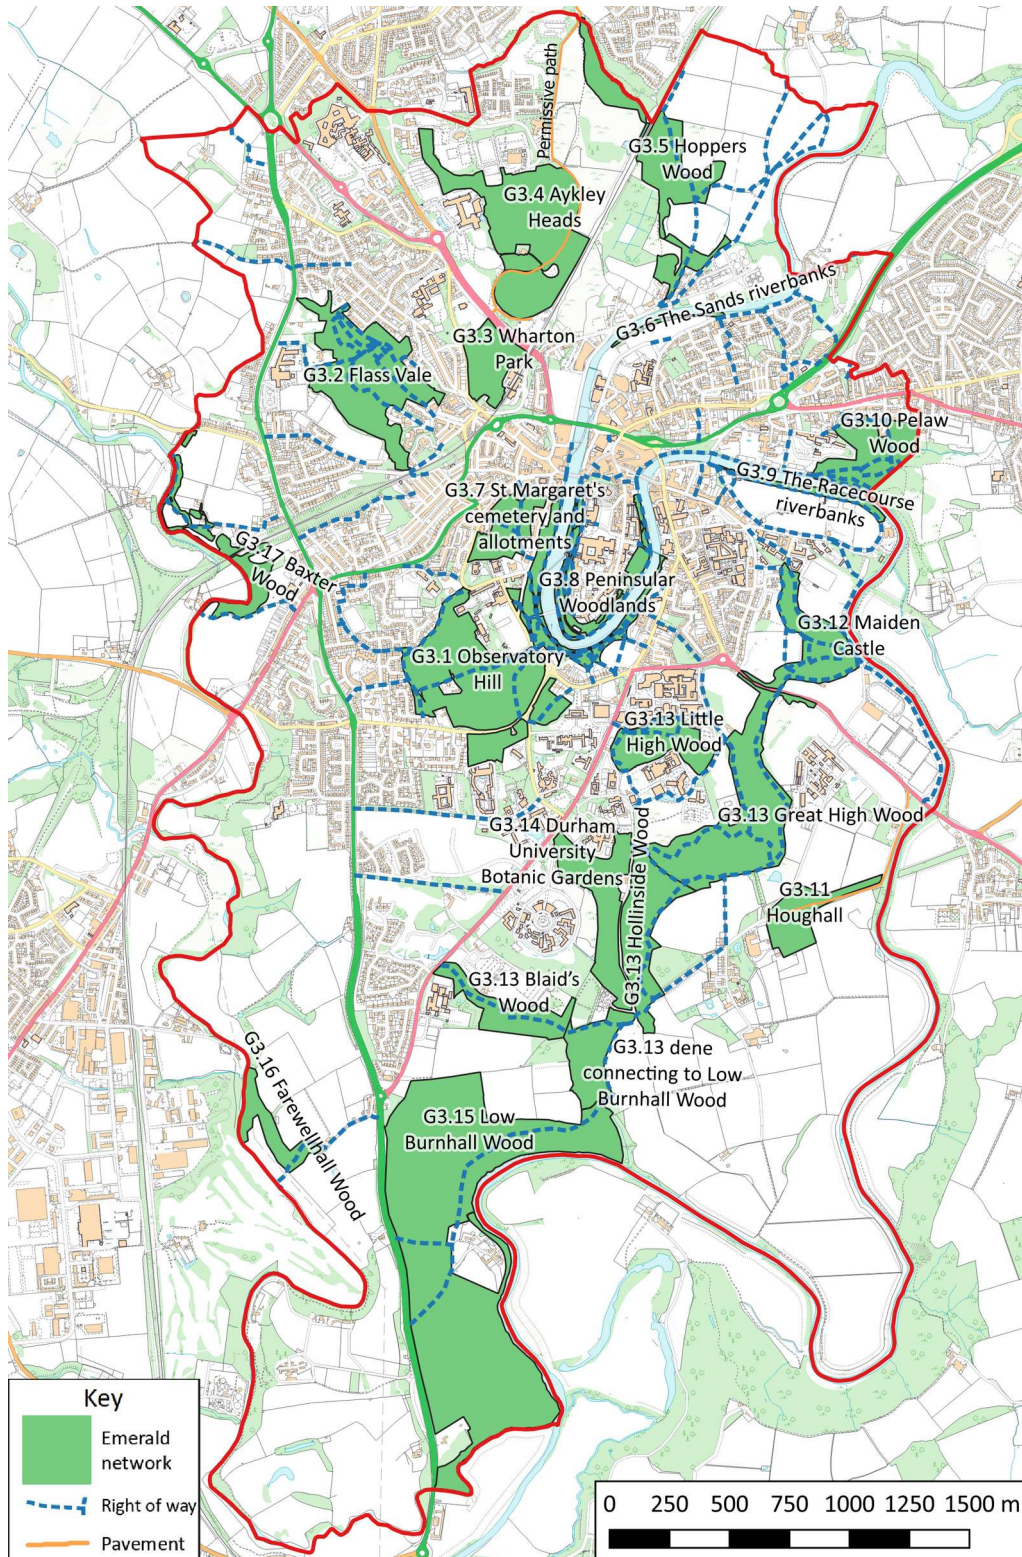 Permissive path
G3.5 Hoppers
Wood
G3.4 Aykley
Heads
G3.6 The Sands riverbanks
G3.3 Wharton
Park
G3.2 Flass Vale
G3.10 Pelaw
Wood
G3.9 The Racecourse
riverbanks
G3.7 St Margaret's
cemetery and
allotments
G3.17 Baxter
Wood
G3.8 Peninsular
Woodlands
G3.12 Maiden
Castle
G3.1 Observatory
Hill
G3.13 Little
High Wood
G3.13 Great High Wood
G3.14 Durham
University
Botanic Gardens
G3.13 Hollinside Wood
G3.11
Houghall
G3.13 Blaid's
Wood
G3.13 dene
connecting to Low
Burnhall Wood
G3.16 Farewellhall Wood
G3.15 Low
Burnhall Wood
Key
Emerald
network
Right of way
Pavement
0 250 500 750 1000 1250 1500 m